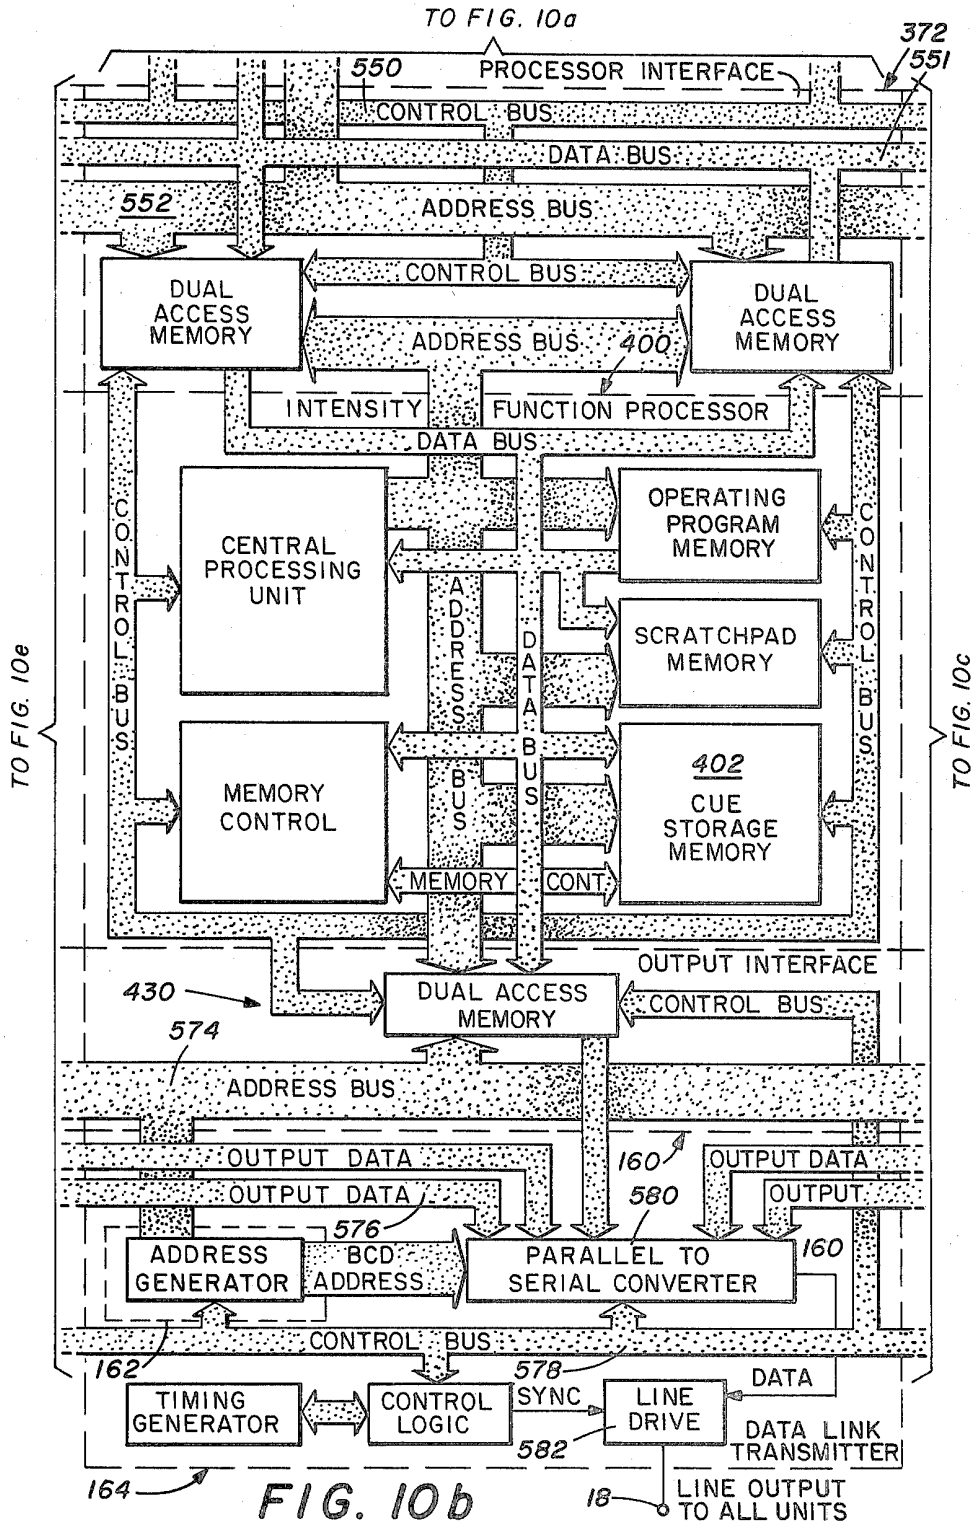 TO FIG. 10a
372
551
550
PROCESSOR INTERFACE
CONTROL BUS
DATA BUS
552
ADDRESS BUS
CONTROL BUS
DUAL
ACCESS
MEMORY
DUAL
ACCESS
MEMORY
ADDRESS BUS
400
INTENSITY FUNCTION PROCESSOR
DATA BUS
CONTROL BUS
CENTRAL
PROCESSING
UNIT
OPERATING
PROGRAM
MEMORY
CONTROL BUS
ADDRESS BUS
DATA BUS
SCRATCHPAD
MEMORY
TO FIG. 10e
TO FIG. 10c
MEMORY
CONTROL
402
CUE
STORAGE
MEMORY
MEMORY CONT
OUTPUT INTERFACE
430
DUAL ACCESS
MEMORY
CONTROL BUS
574
ADDRESS BUS
160
OUTPUT DATA
OUTPUT DATA
OUTPUT DATA
580
OUTPUT
576
160
ADDRESS
GENERATOR
BCD
ADDRESS
PARALLEL TO
SERIAL CONVERTER
162
CONTROL BUS
578
DATA
TIMING
GENERATOR
CONTROL
LOGIC
SYNC
LINE
DRIVE
582
DATA LINK
TRANSMITTER
164
FIG. 10b
18
LINE OUTPUT
TO ALL UNITS